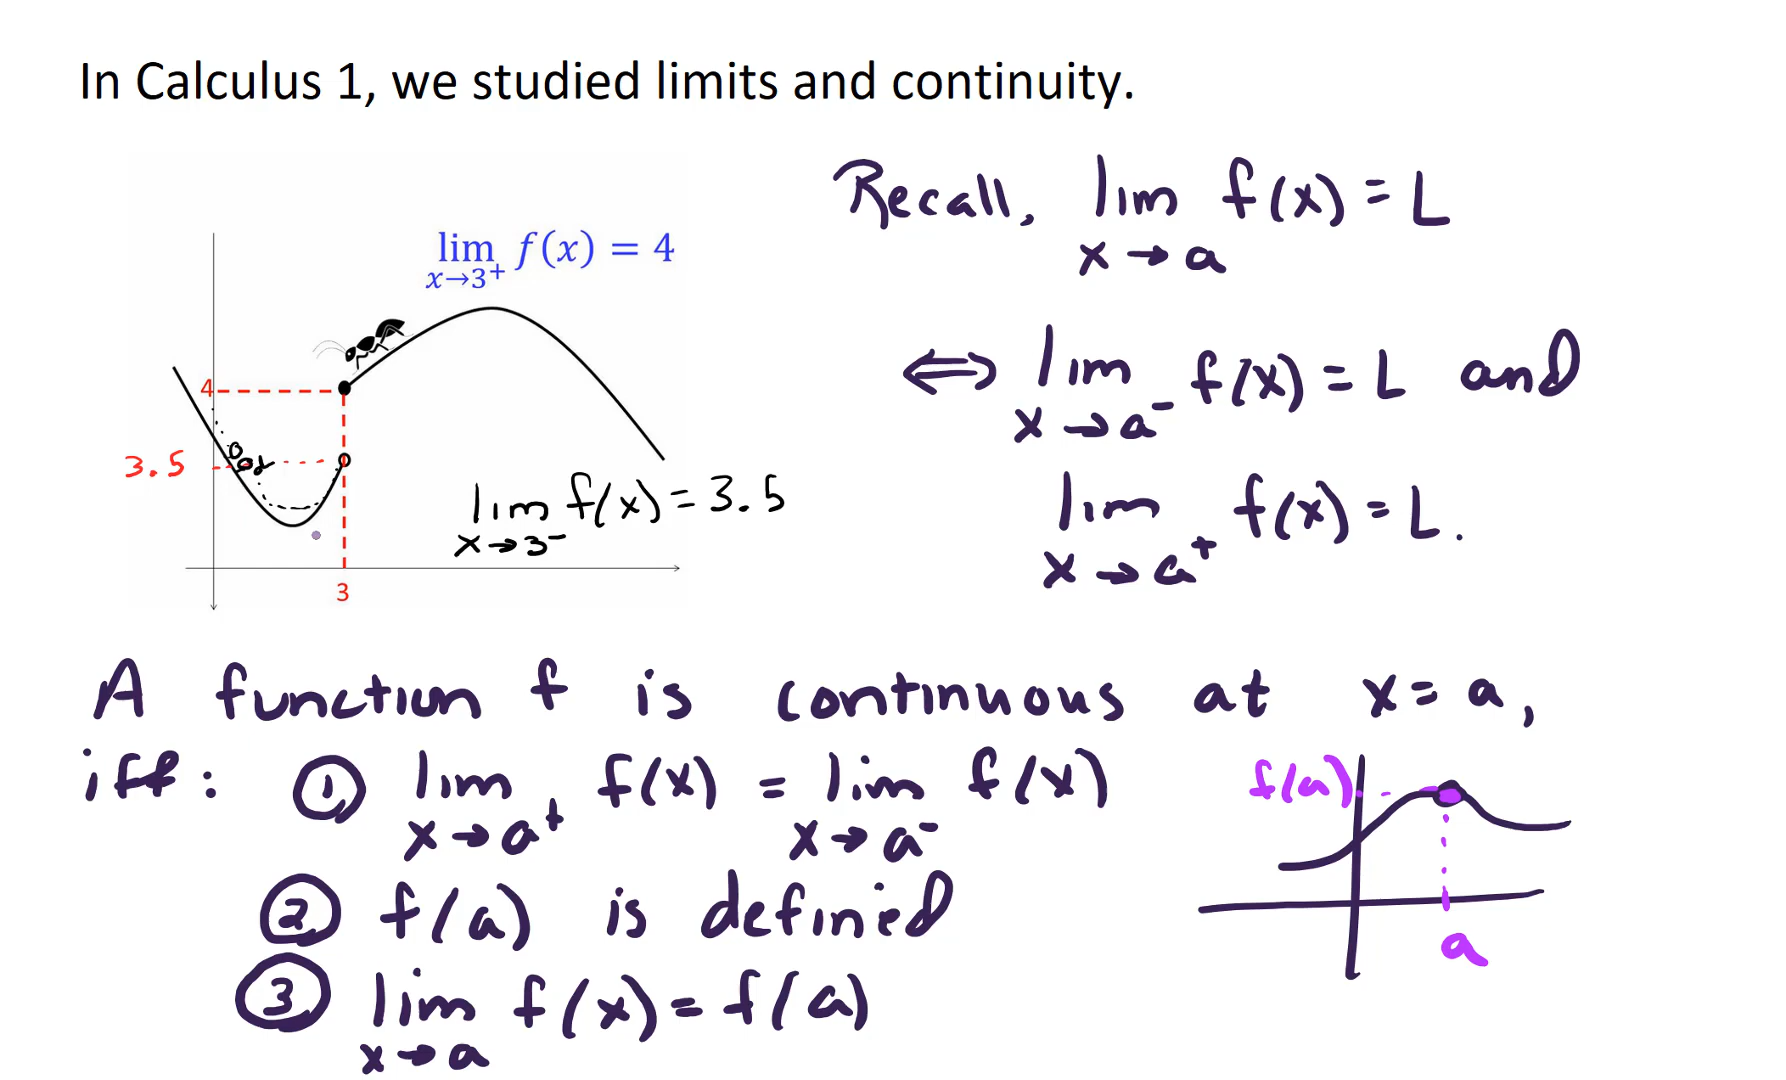 In Calculus 1, we studied limits and continuity.
Recall, lim f(x) = L
x → a
lim f(x) = 4
x→3⁺
⟺ lim f(x) = L and
x → a⁻
4
3.5
lim f(x) = 3.5
x → 3⁻
lim f(x) = L.
x → a⁺
3
A function f is continuous at x = a,
iff: ① lim f(x) = lim f(x)
x → a⁺ x → a⁻
② f(a) is defined
③ lim f(x) = f(a)
x → a
f(a)
a